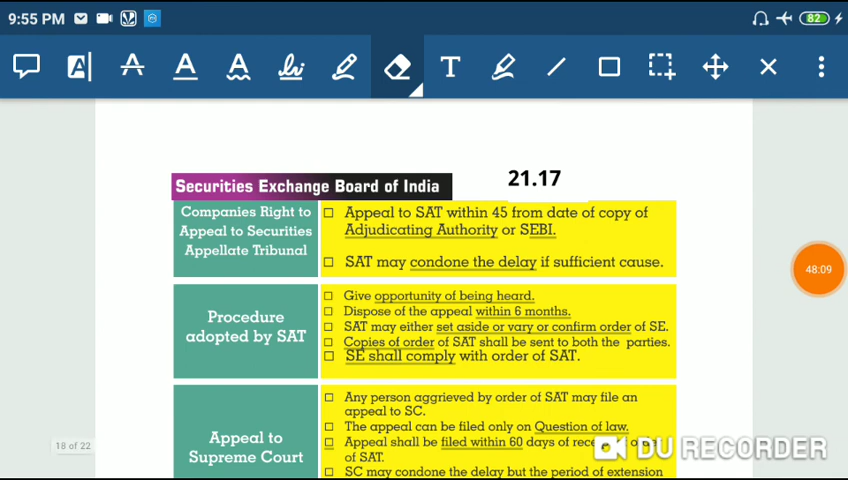 9:55 PM
82
A
A
A
A
T
Securities Exchange Board of India
21.17
Companies Right to
Appeal to Securities
Appellate Tribunal
☐ Appeal to SAT within 45 from date of copy of
Adjudicating Authority or SEBI.
☐ SAT may condone the delay if sufficient cause.
48:09
Procedure
adopted by SAT
☐ Give opportunity of being heard.
☐ Dispose of the appeal within 6 months.
☐ SAT may either set aside or vary or confirm order of SE.
☐ Copies of order of SAT shall be sent to both the parties.
☐ SE shall comply with order of SAT.
Appeal to
Supreme Court
☐ Any person aggrieved by order of SAT may file an
appeal to SC.
☐ The appeal can be filed only on Question of law.
☐ Appeal shall be filed within 60 days of
of SAT.
☐ SC may condone the delay but the period of extension
18 of 22
DU RECORDER